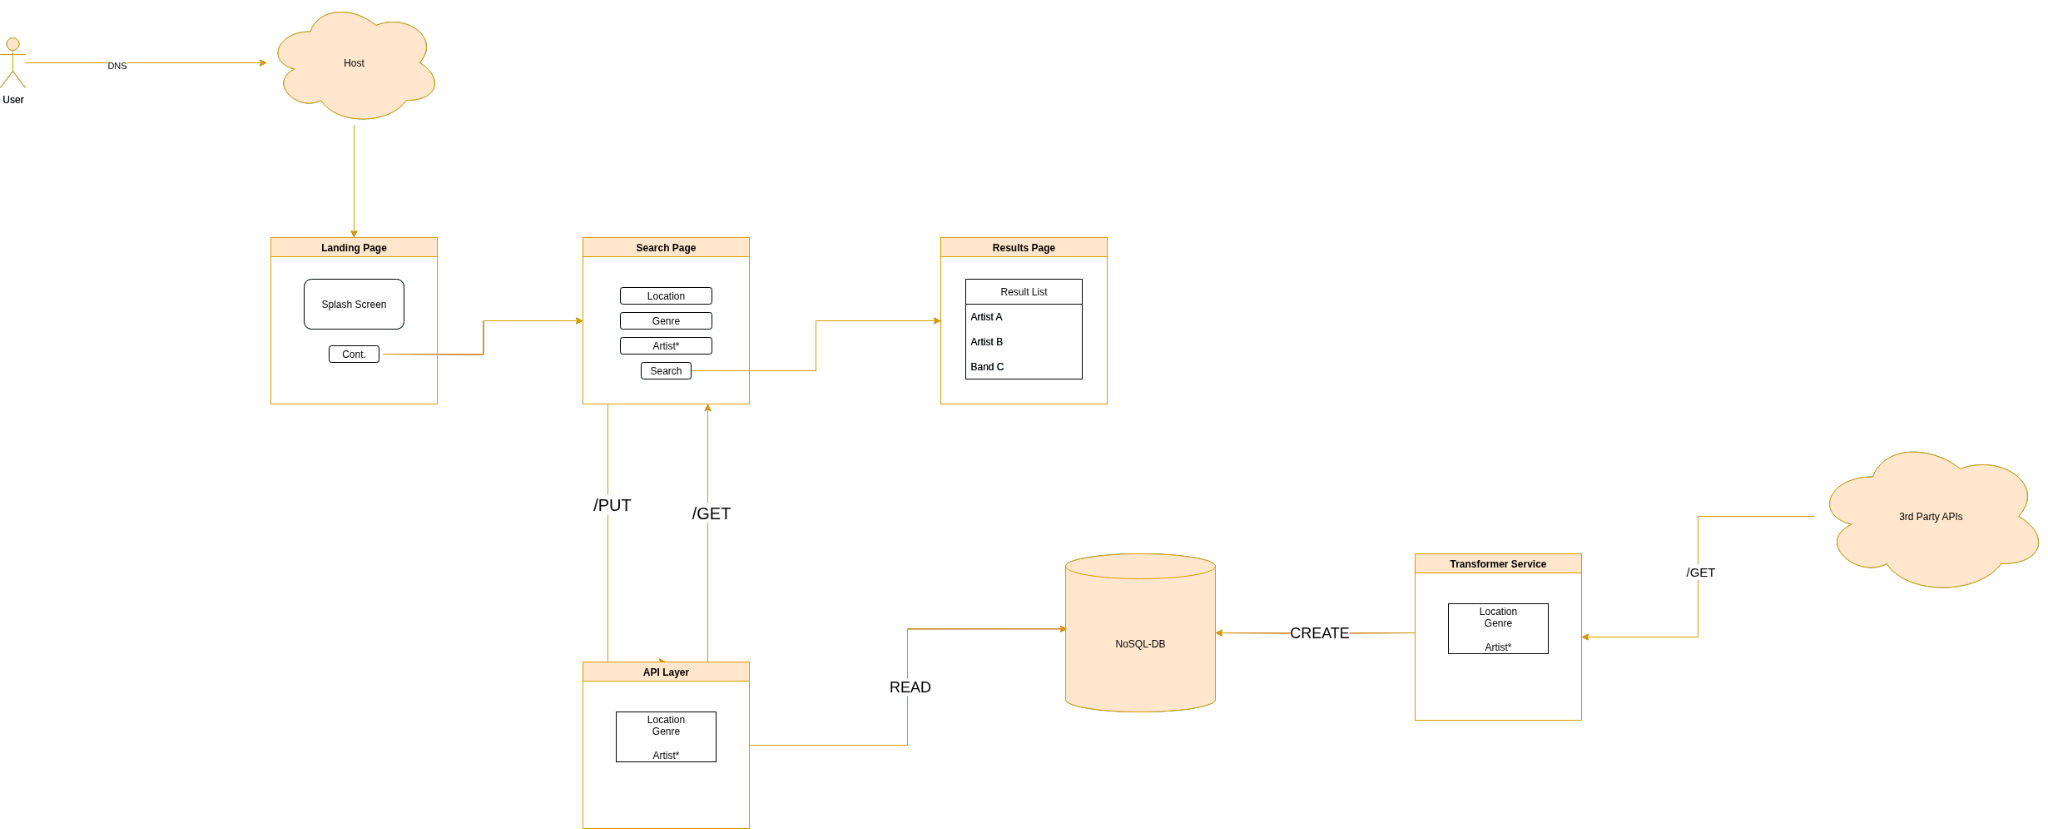 User
DNS
Host
Landing Page
Splash Screen
Cont.
Search Page
Location
Genre
Artist*
Search
Results Page
Result List
Artist A
Artist B
Band C
/PUT
/GET
API Layer
Location
Genre
Artist*
READ
NoSQL-DB
CREATE
Transformer Service
Location
Genre
Artist*
/GET
3rd Party APIs